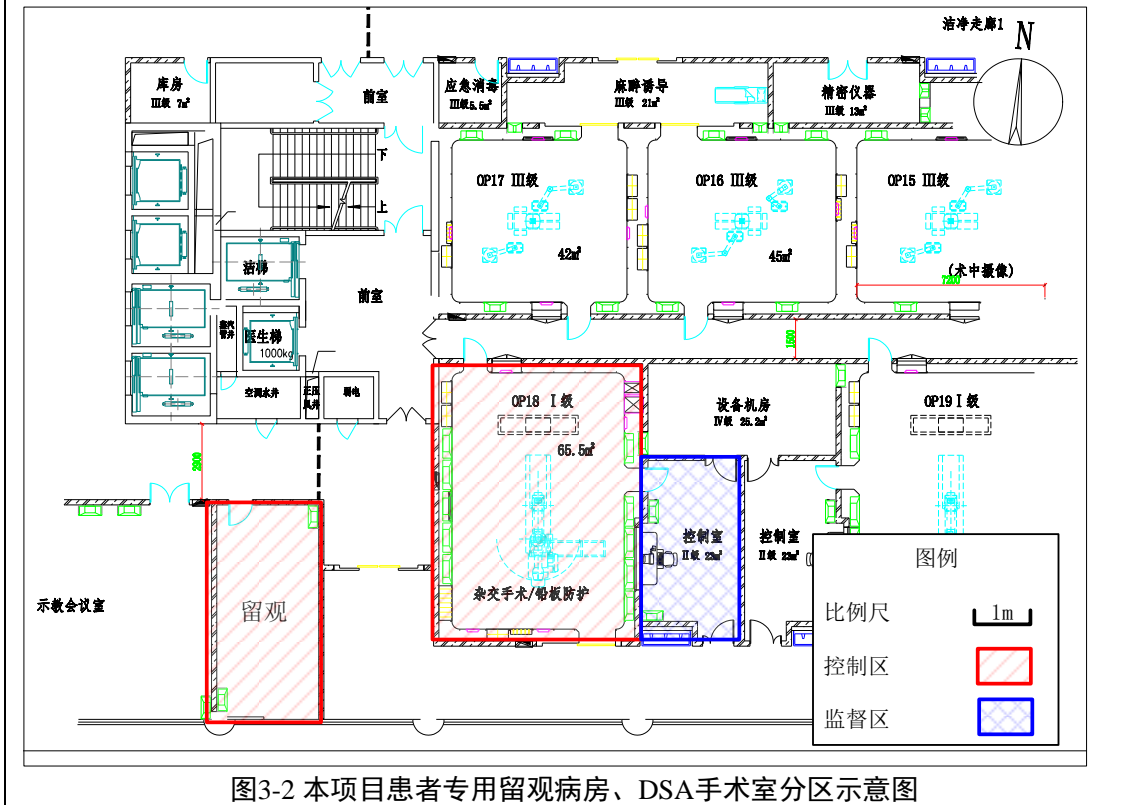 洁净走廊1
N
库房
III级 7㎡
前室
应急消毒
III级5.5㎡
麻醉诱导
III级 21㎡
精密仪器
III级 13㎡
下
上
OP17 III级
42㎡
OP16 III级
45㎡
OP15 III级
(术中摄像)
7200
洁梯
前室
医生梯
1000kg
空调水井
弱电
1500
OP18 I级
65.5㎡
设备机房
IV级 25.2㎡
OP19 I级
2900
控制室
II级 23㎡
控制室
II级 23㎡
杂交手术/铅板防护
示教会议室
留观
图例
比例尺
1m
控制区
监督区
图3-2 本项目患者专用留观病房、DSA手术室分区示意图